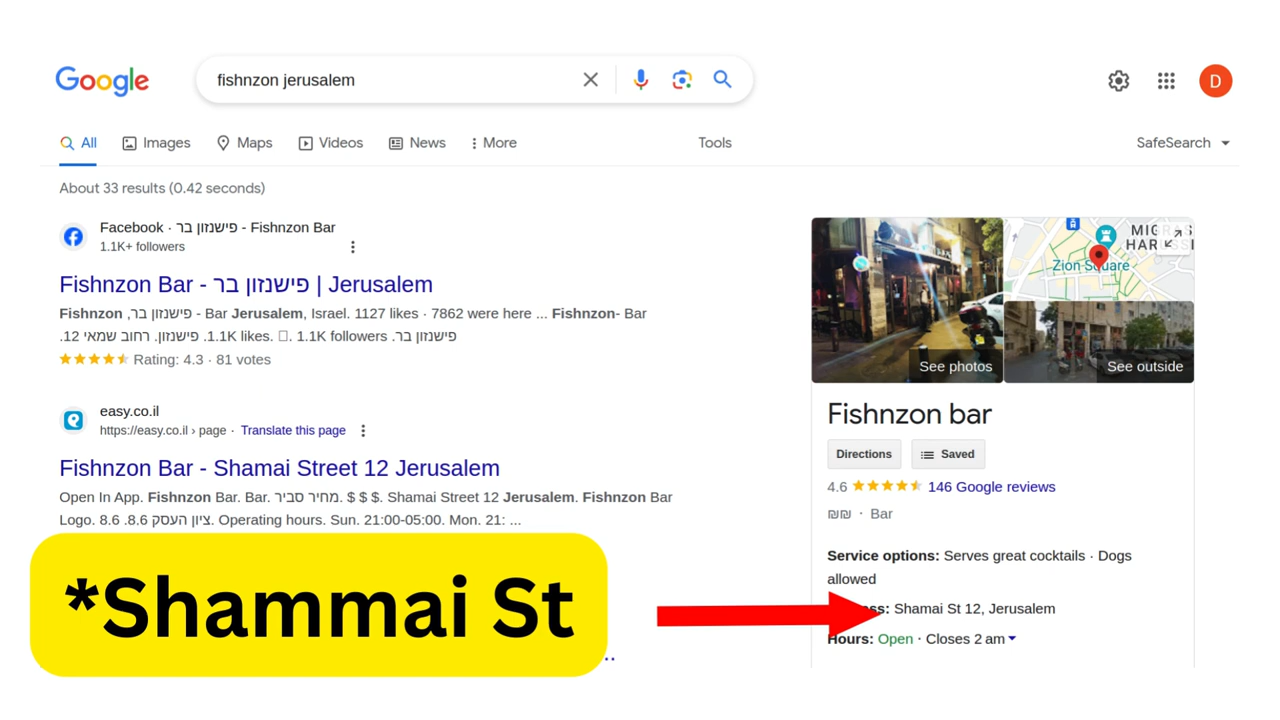 Google
fishnzon jerusalem
D
All
Images
Maps
Videos
News
More
Tools
SafeSearch
About 33 results (0.42 seconds)
Facebook · פישנזון בר - Fishnzon Bar
1.1K+ followers
Fishnzon Bar - פישנזון בר | Jerusalem
Fishnzon ,פישנזון בר - Bar Jerusalem, Israel. 1127 likes · 7862 were here ... Fishnzon- Bar
פישנזון בר. 1.1K likes. 1.1K followers .פישנזון. רחוב שמאי 12.
Rating: 4.3 · 81 votes
easy.co.il
https://easy.co.il › page · Translate this page
Fishnzon Bar - Shamai Street 12 Jerusalem
Open In App. Fishnzon Bar. Bar. מחיר סביר. $ $ $. Shamai Street 12 Jerusalem. Fishnzon Bar
Logo. 8.6 ציון העסק 8.6. Operating hours. Sun. 21:00-05:00. Mon. 21: ...
*Shammai St
..
Zion Square
See photos
See outside
Fishnzon bar
Directions
Saved
4.6 146 Google reviews
₪₪ · Bar
Service options: Serves great cocktails · Dogs
allowed
Shamai St 12, Jerusalem
Hours: Open · Closes 2 am